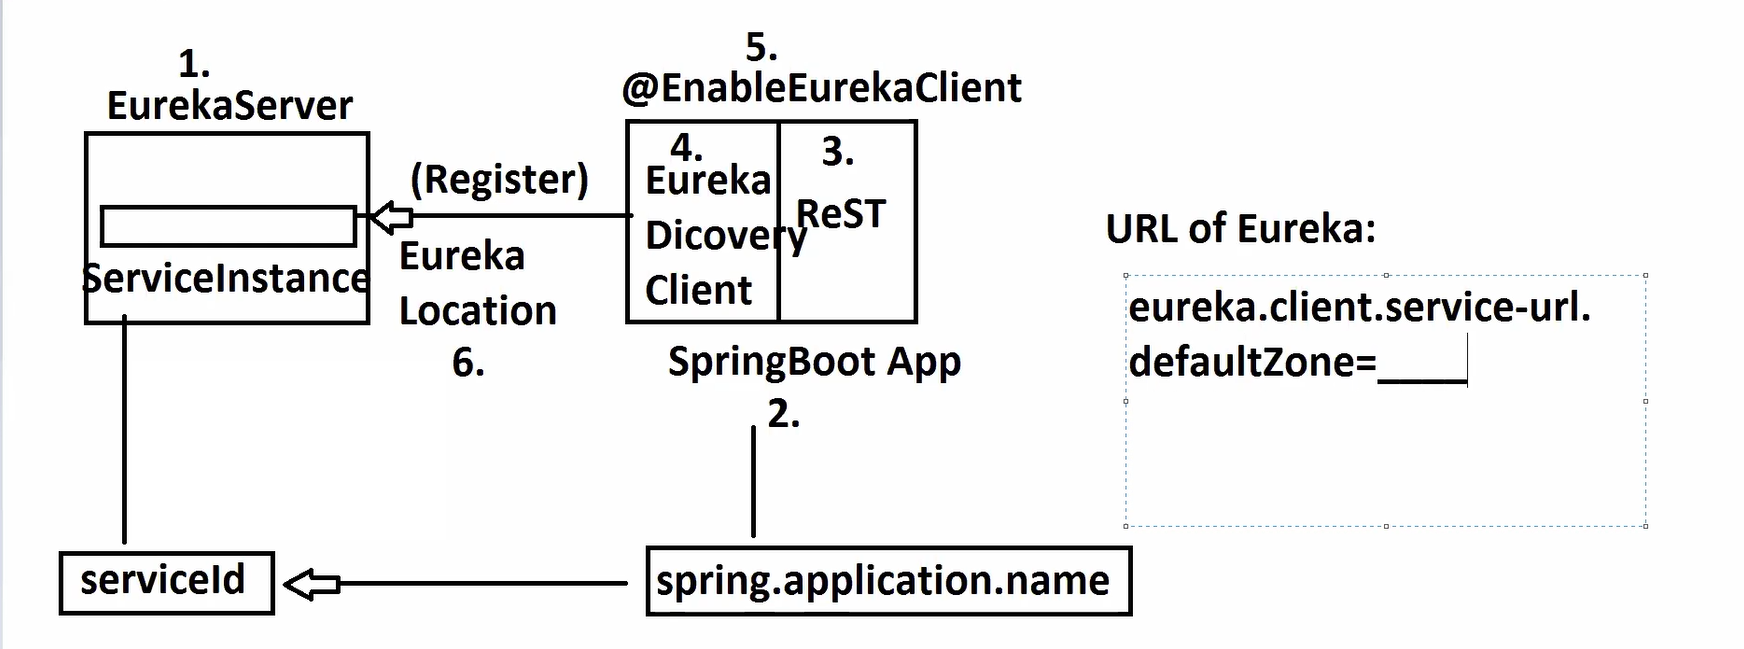 1.
EurekaServer
ServiceInstance
(Register)
Eureka
Location
6.
5.
@EnableEurekaClient
4.
Eureka
Dicovery
Client
3.
ReST
SpringBoot App
2.
URL of Eureka:
eureka.client.service-url.
defaultZone=_____
serviceId
spring.application.name